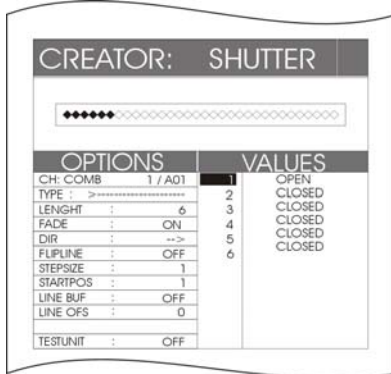 CREATOR: SHUTTER
OPTIONS VALUES
CH: COMB 1 / A01
TYPE : >----------------------
LENGHT : 6
FADE : ON
DIR : -->
FLIPLINE : OFF
STEPSIZE : 1
STARTPOS : 1
LINE BUF : OFF
LINE OFS : 0
TESTUNIT : OFF
1 OPEN
2 CLOSED
3 CLOSED
4 CLOSED
5 CLOSED
6 CLOSED